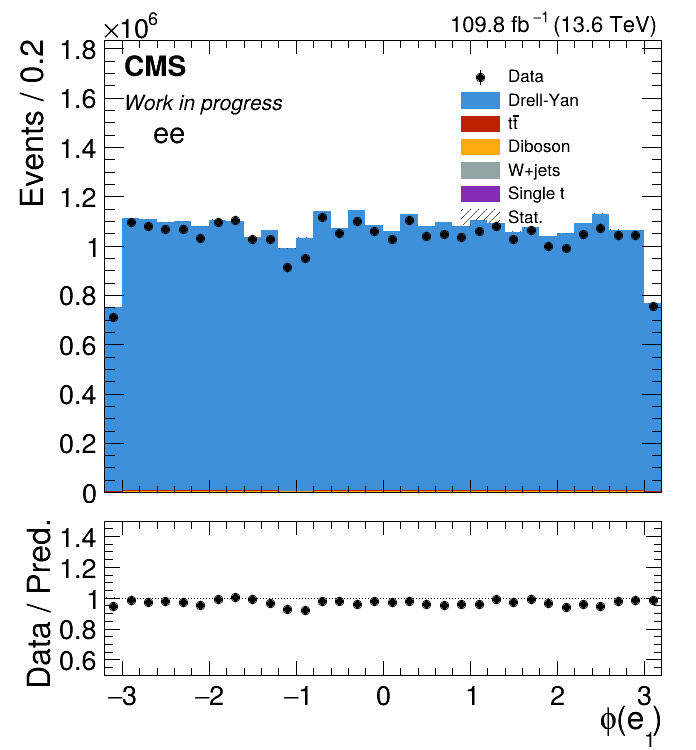 ×10⁶
109.8 fb⁻¹ (13.6 TeV)
CMS
Work in progress
ee
Data
Drell-Yan
tt̅
Diboson
W+jets
Single t
Stat.
Events / 0.2
1.8
1.6
1.4
1.2
1
0.8
0.6
0.4
0.2
0
Data / Pred.
1.4
1.2
1
0.8
0.6
−3 −2 −1 0 1 2 3
ϕ(e₁)